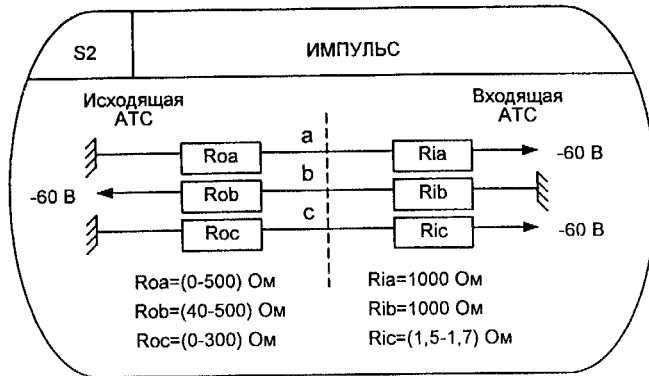 S2 ИМПУЛЬС
Исходящая Входящая
АТС АТС
a
Roa Ria -60 В
b
-60 В Rob Rib
c
Roc Ric -60 В
Roa=(0-500) Ом Ria=1000 Ом
Rob=(40-500) Ом Rib=1000 Ом
Roc=(0-300) Ом Ric=(1,5-1,7) Ом